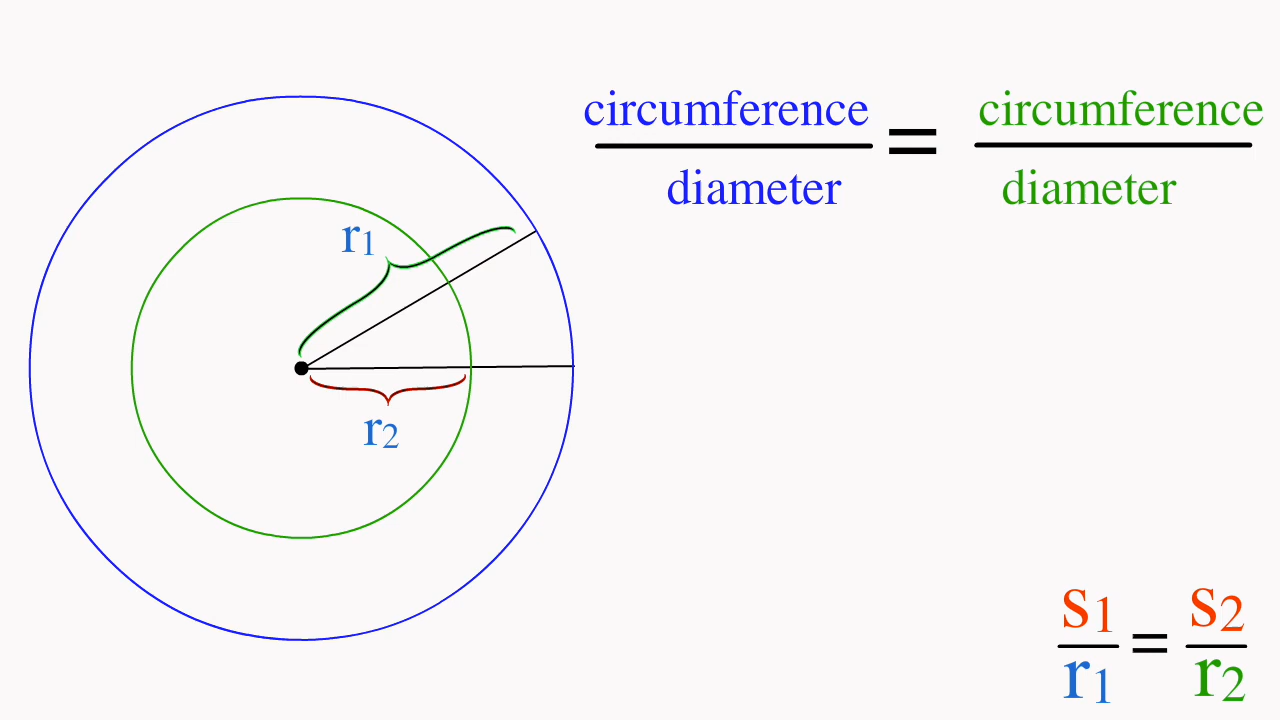 circumference = circumference
diameter diameter
r1
r2
s1 = s2
r1 r2